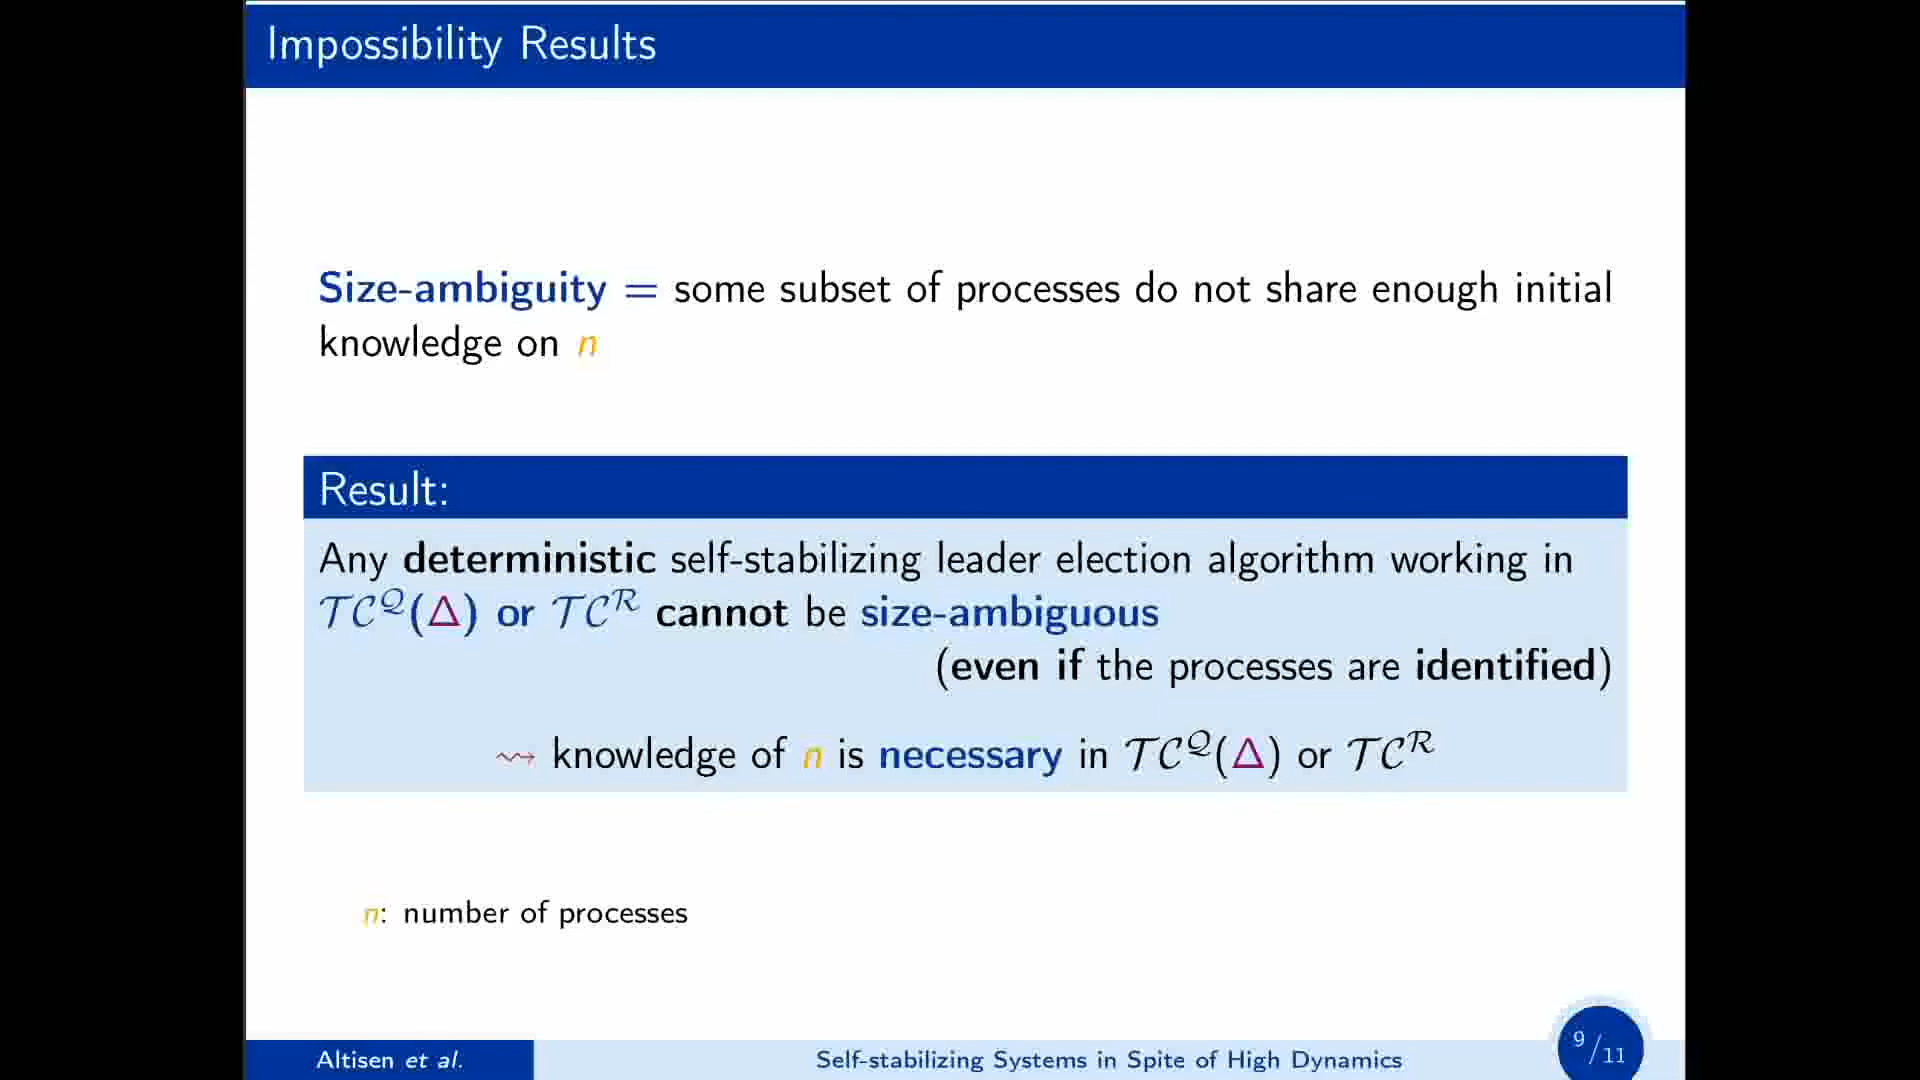 Impossibility Results
Size-ambiguity = some subset of processes do not share enough initial
knowledge on n
Result:
Any deterministic self-stabilizing leader election algorithm working in
𝒯𝒞^𝒬(Δ) or 𝒯𝒞^ℛ cannot be size-ambiguous
(even if the processes are identified)
⇝ knowledge of n is necessary in 𝒯𝒞^𝒬(Δ) or 𝒯𝒞^ℛ
n: number of processes
Altisen et al.
Self-stabilizing Systems in Spite of High Dynamics
9/11